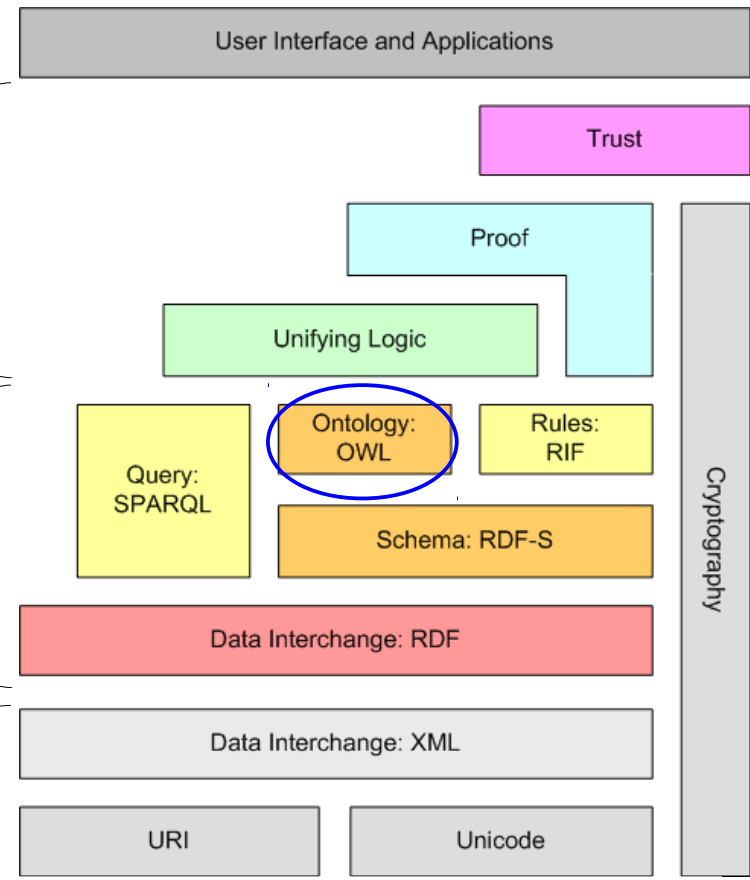 User Interface and Applications
Trust
Proof
Unifying Logic
Ontology:
OWL
Rules:
RIF
Query:
SPARQL
Schema: RDF-S
Cryptography
Data Interchange: RDF
Data Interchange: XML
URI
Unicode